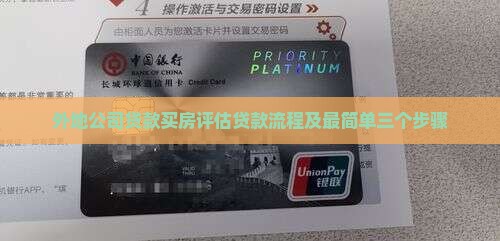 4 操作激活与交易密码设置
由柜面人员为您激活卡片并设置交易密码
中国银行
BANK OF CHINA
PRIORITY
PLATINUM
长城环球通信用卡 Credit Card
外地公司贷款买房评估贷款流程及最简单三个步骤
UnionPay
银联